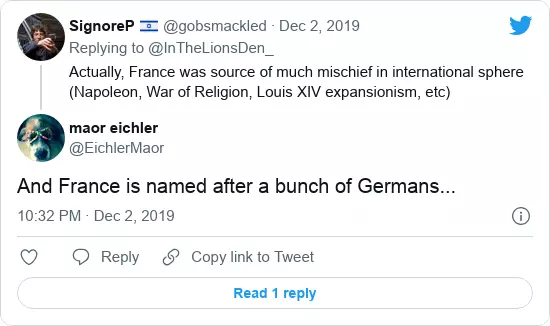 SignoreP 🇮🇱 @gobsmackled · Dec 2, 2019
Replying to @InTheLionsDen_
Actually, France was source of much mischief in international sphere
(Napoleon, War of Religion, Louis XIV expansionism, etc)
maor eichler
@EichlerMaor
And France is named after a bunch of Germans...
10:32 PM · Dec 2, 2019
Reply Copy link to Tweet
Read 1 reply